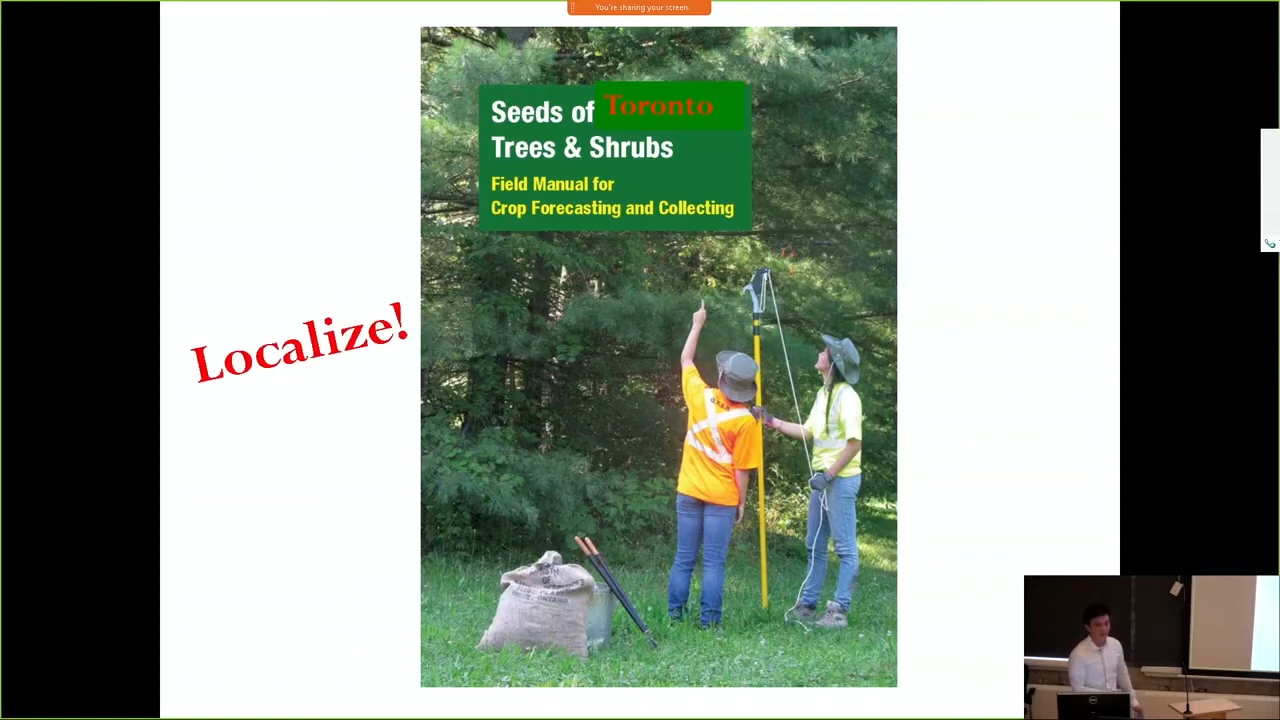 You're sharing your screen.
Seeds of Toronto
Trees & Shrubs
Field Manual for
Crop Forecasting and Collecting
Localize!